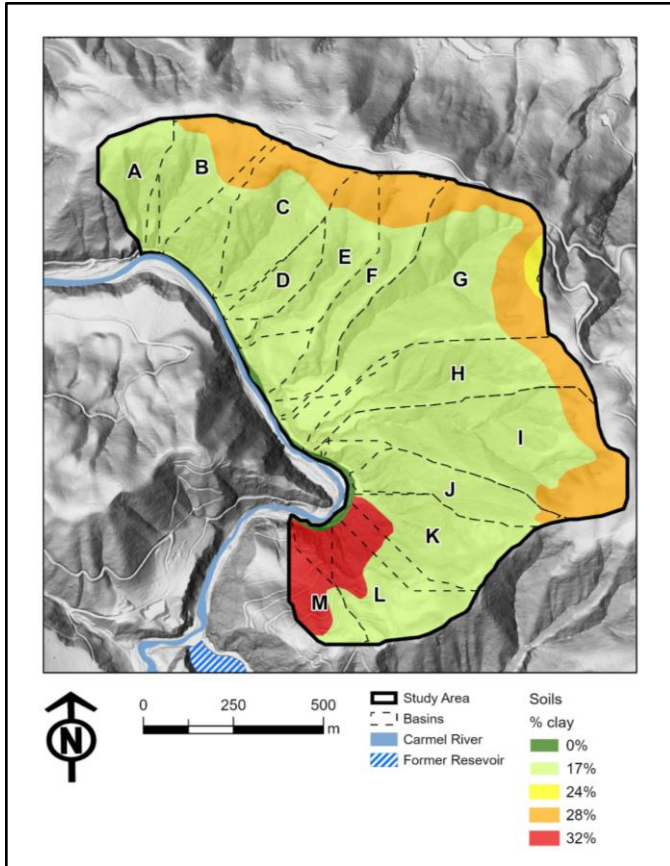 A
B
C
D
E
F
G
H
I
J
K
L
M
N
0 250 500
m
Study Area
Basins
Carmel River
Former Resevoir
Soils
% clay
0%
17%
24%
28%
32%